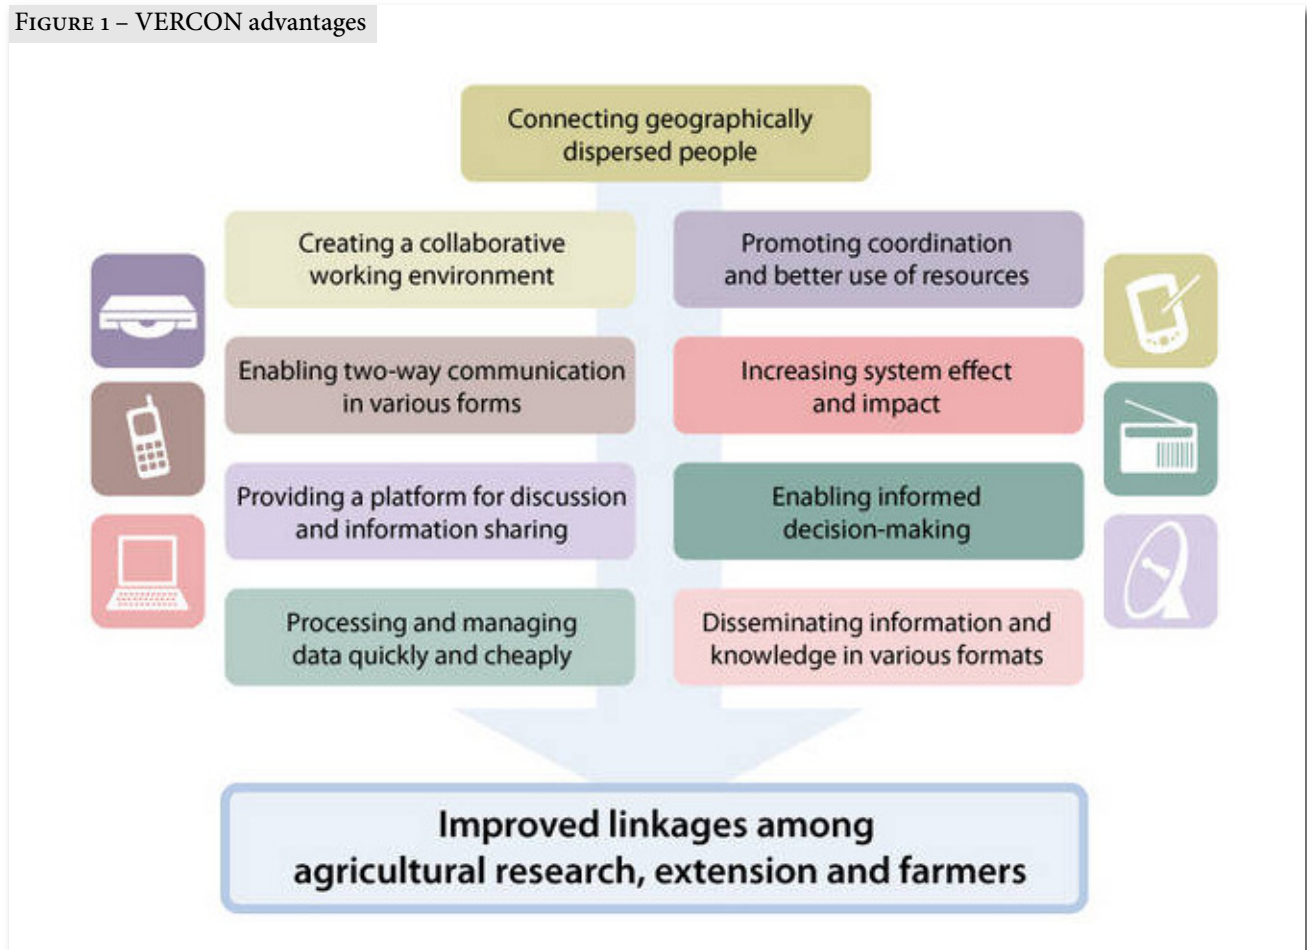 FIGURE 1 – VERCON advantages
Connecting geographically
dispersed people
Creating a collaborative
working environment
Promoting coordination
and better use of resources
Enabling two-way communication
in various forms
Increasing system effect
and impact
Providing a platform for discussion
and information sharing
Enabling informed
decision-making
Processing and managing
data quickly and cheaply
Disseminating information and
knowledge in various formats
Improved linkages among
agricultural research, extension and farmers